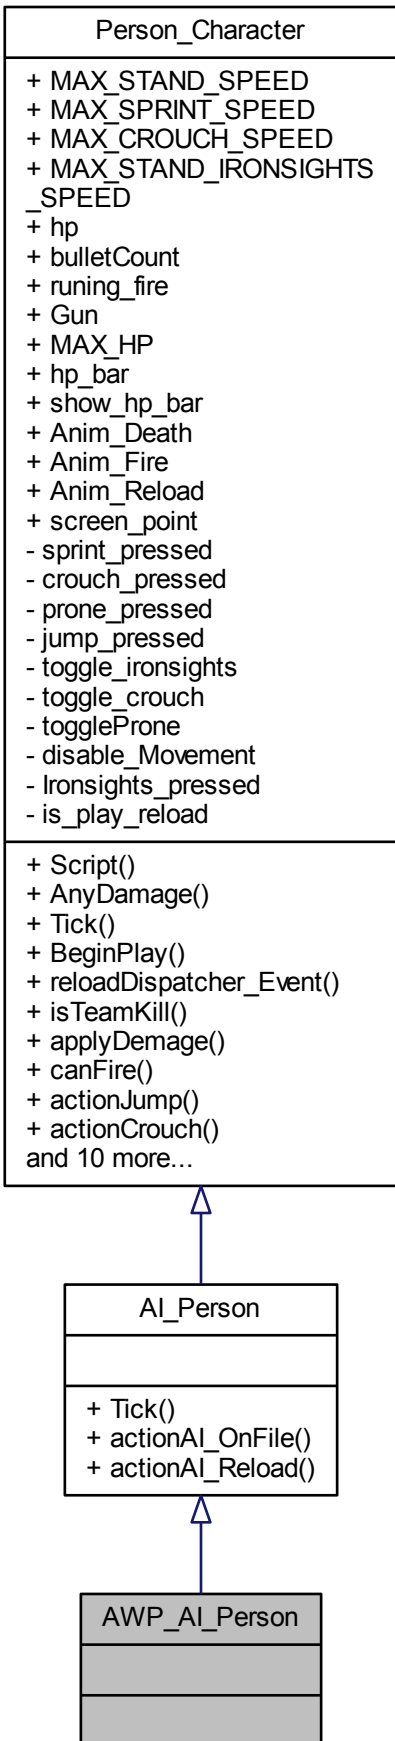 Person_Character
+ MAX_STAND_SPEED
+ MAX_SPRINT_SPEED
+ MAX_CROUCH_SPEED
+ MAX_STAND_IRONSIGHTS
_SPEED
+ hp
+ bulletCount
+ runing_fire
+ Gun
+ MAX_HP
+ hp_bar
+ show_hp_bar
+ Anim_Death
+ Anim_Fire
+ Anim_Reload
+ screen_point
- sprint_pressed
- crouch_pressed
- prone_pressed
- jump_pressed
- toggle_ironsights
- toggle_crouch
- toggleProne
- disable_Movement
- Ironsights_pressed
- is_play_reload
+ Script()
+ AnyDamage()
+ Tick()
+ BeginPlay()
+ reloadDispatcher_Event()
+ isTeamKill()
+ applyDemage()
+ canFire()
+ actionJump()
+ actionCrouch()
and 10 more...
AI_Person
+ Tick()
+ actionAI_OnFile()
+ actionAI_Reload()
AWP_AI_Person